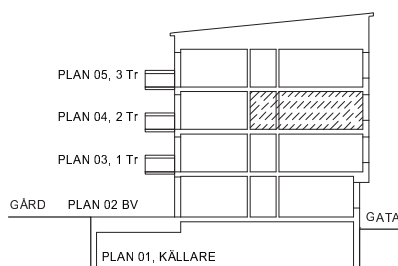 PLAN 05, 3 Tr
PLAN 04, 2 Tr
PLAN 03, 1 Tr
GÅRD
PLAN 02 BV
GATA
PLAN 01, KÄLLARE